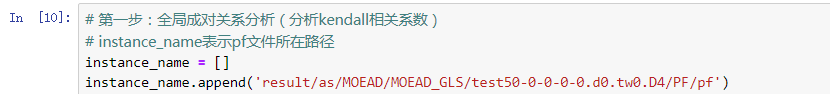 In [10]: # 第一步：全局成对关系分析（分析kendall相关系数）
# instance_name表示pf文件所在路径
instance_name = []
instance_name.append('result/as/MOEAD/MOEAD_GLS/test50-0-0-0-0.d0.tw0.D4/PF/pf')